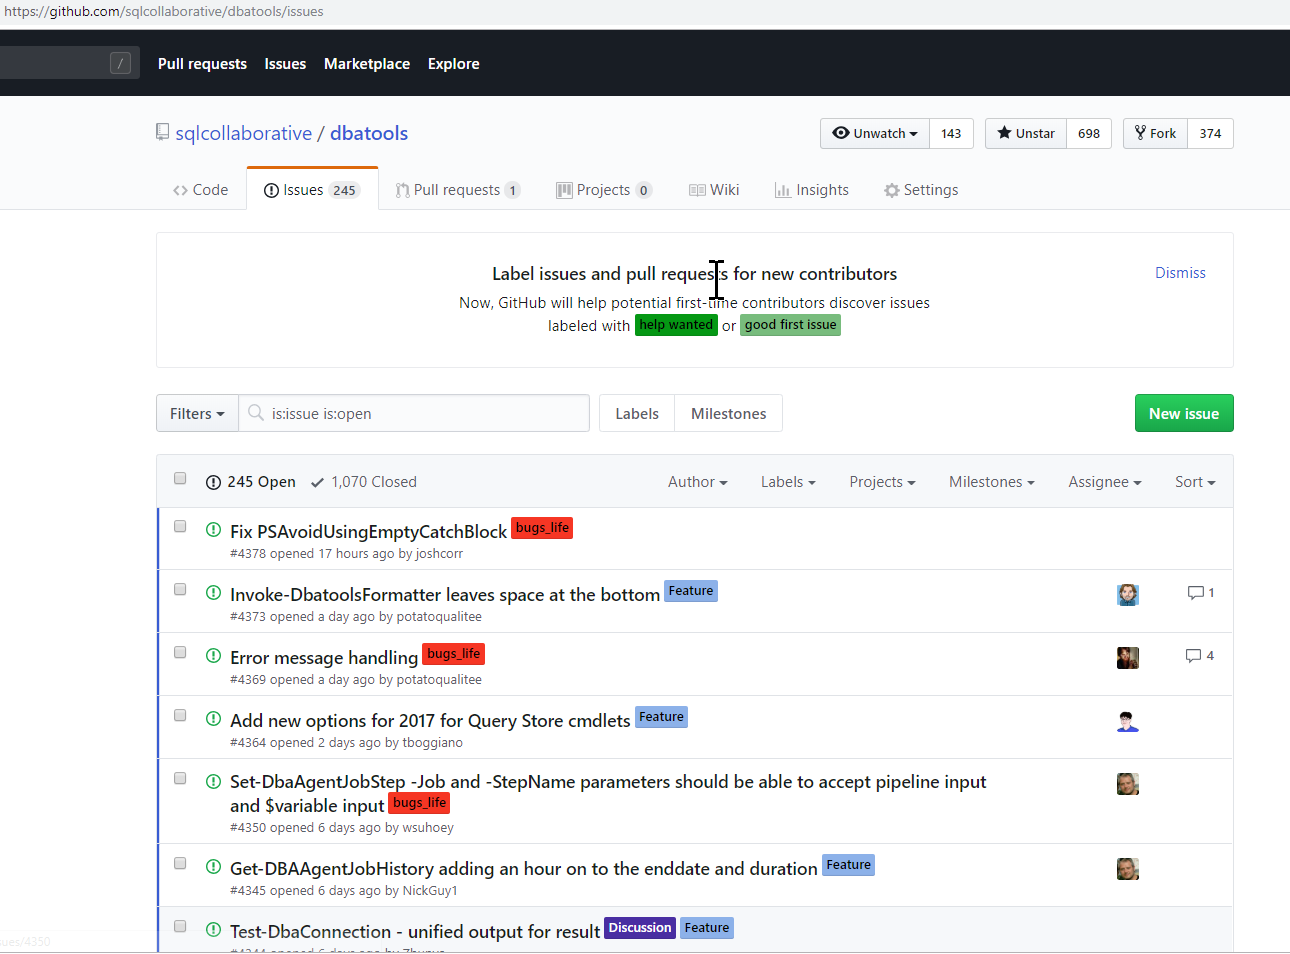 https://github.com/sqlcollaborative/dbatools/issues
/ Pull requests Issues Marketplace Explore
sqlcollaborative / dbatools Unwatch 143 Unstar 698 Fork 374
Code Issues 245 Pull requests 1 Projects 0 Wiki Insights Settings
Label issues and pull requests for new contributors Dismiss
Now, GitHub will help potential first-time contributors discover issues
labeled with help wanted or good first issue
Filters is:issue is:open Labels Milestones New issue
245 Open 1,070 Closed Author Labels Projects Milestones Assignee Sort
Fix PSAvoidUsingEmptyCatchBlock bugs_life
#4378 opened 17 hours ago by joshcorr
Invoke-DbatoolsFormatter leaves space at the bottom Feature 1
#4373 opened a day ago by potatoqualitee
Error message handling bugs_life 4
#4369 opened a day ago by potatoqualitee
Add new options for 2017 for Query Store cmdlets Feature
#4364 opened 2 days ago by tboggiano
Set-DbaAgentJobStep -Job and -StepName parameters should be able to accept pipeline input
and $variable input bugs_life
#4350 opened 6 days ago by wsuhoey
Get-DBAAgentJobHistory adding an hour on to the enddate and duration Feature
#4345 opened 6 days ago by NickGuy1
Test-DbaConnection - unified output for result Discussion Feature
sues/4350